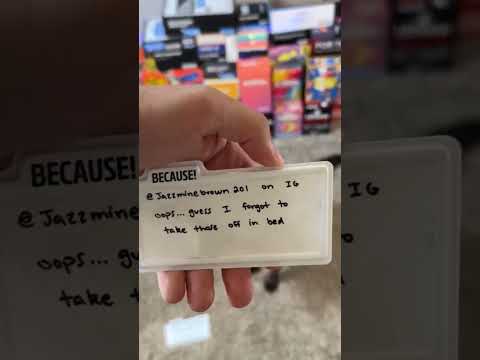 BECAUSE!
@Jazzminebrown201 on IG
oops... guess I forgot to
take those off in bed